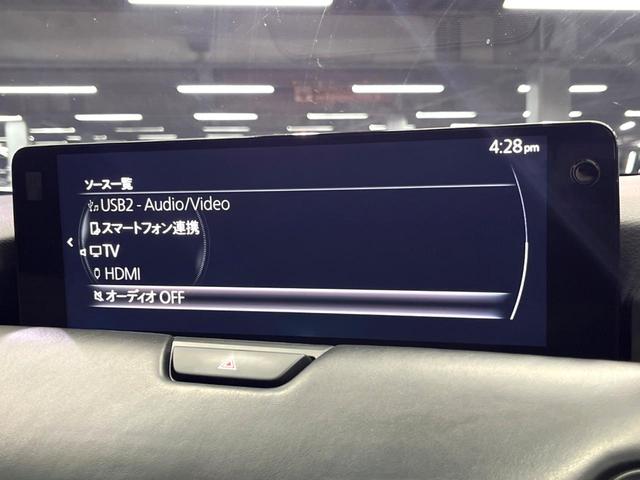 4:28pm
ソース一覧
USB2 - Audio/Video
スマートフォン連携
TV
HDMI
オーディオ OFF